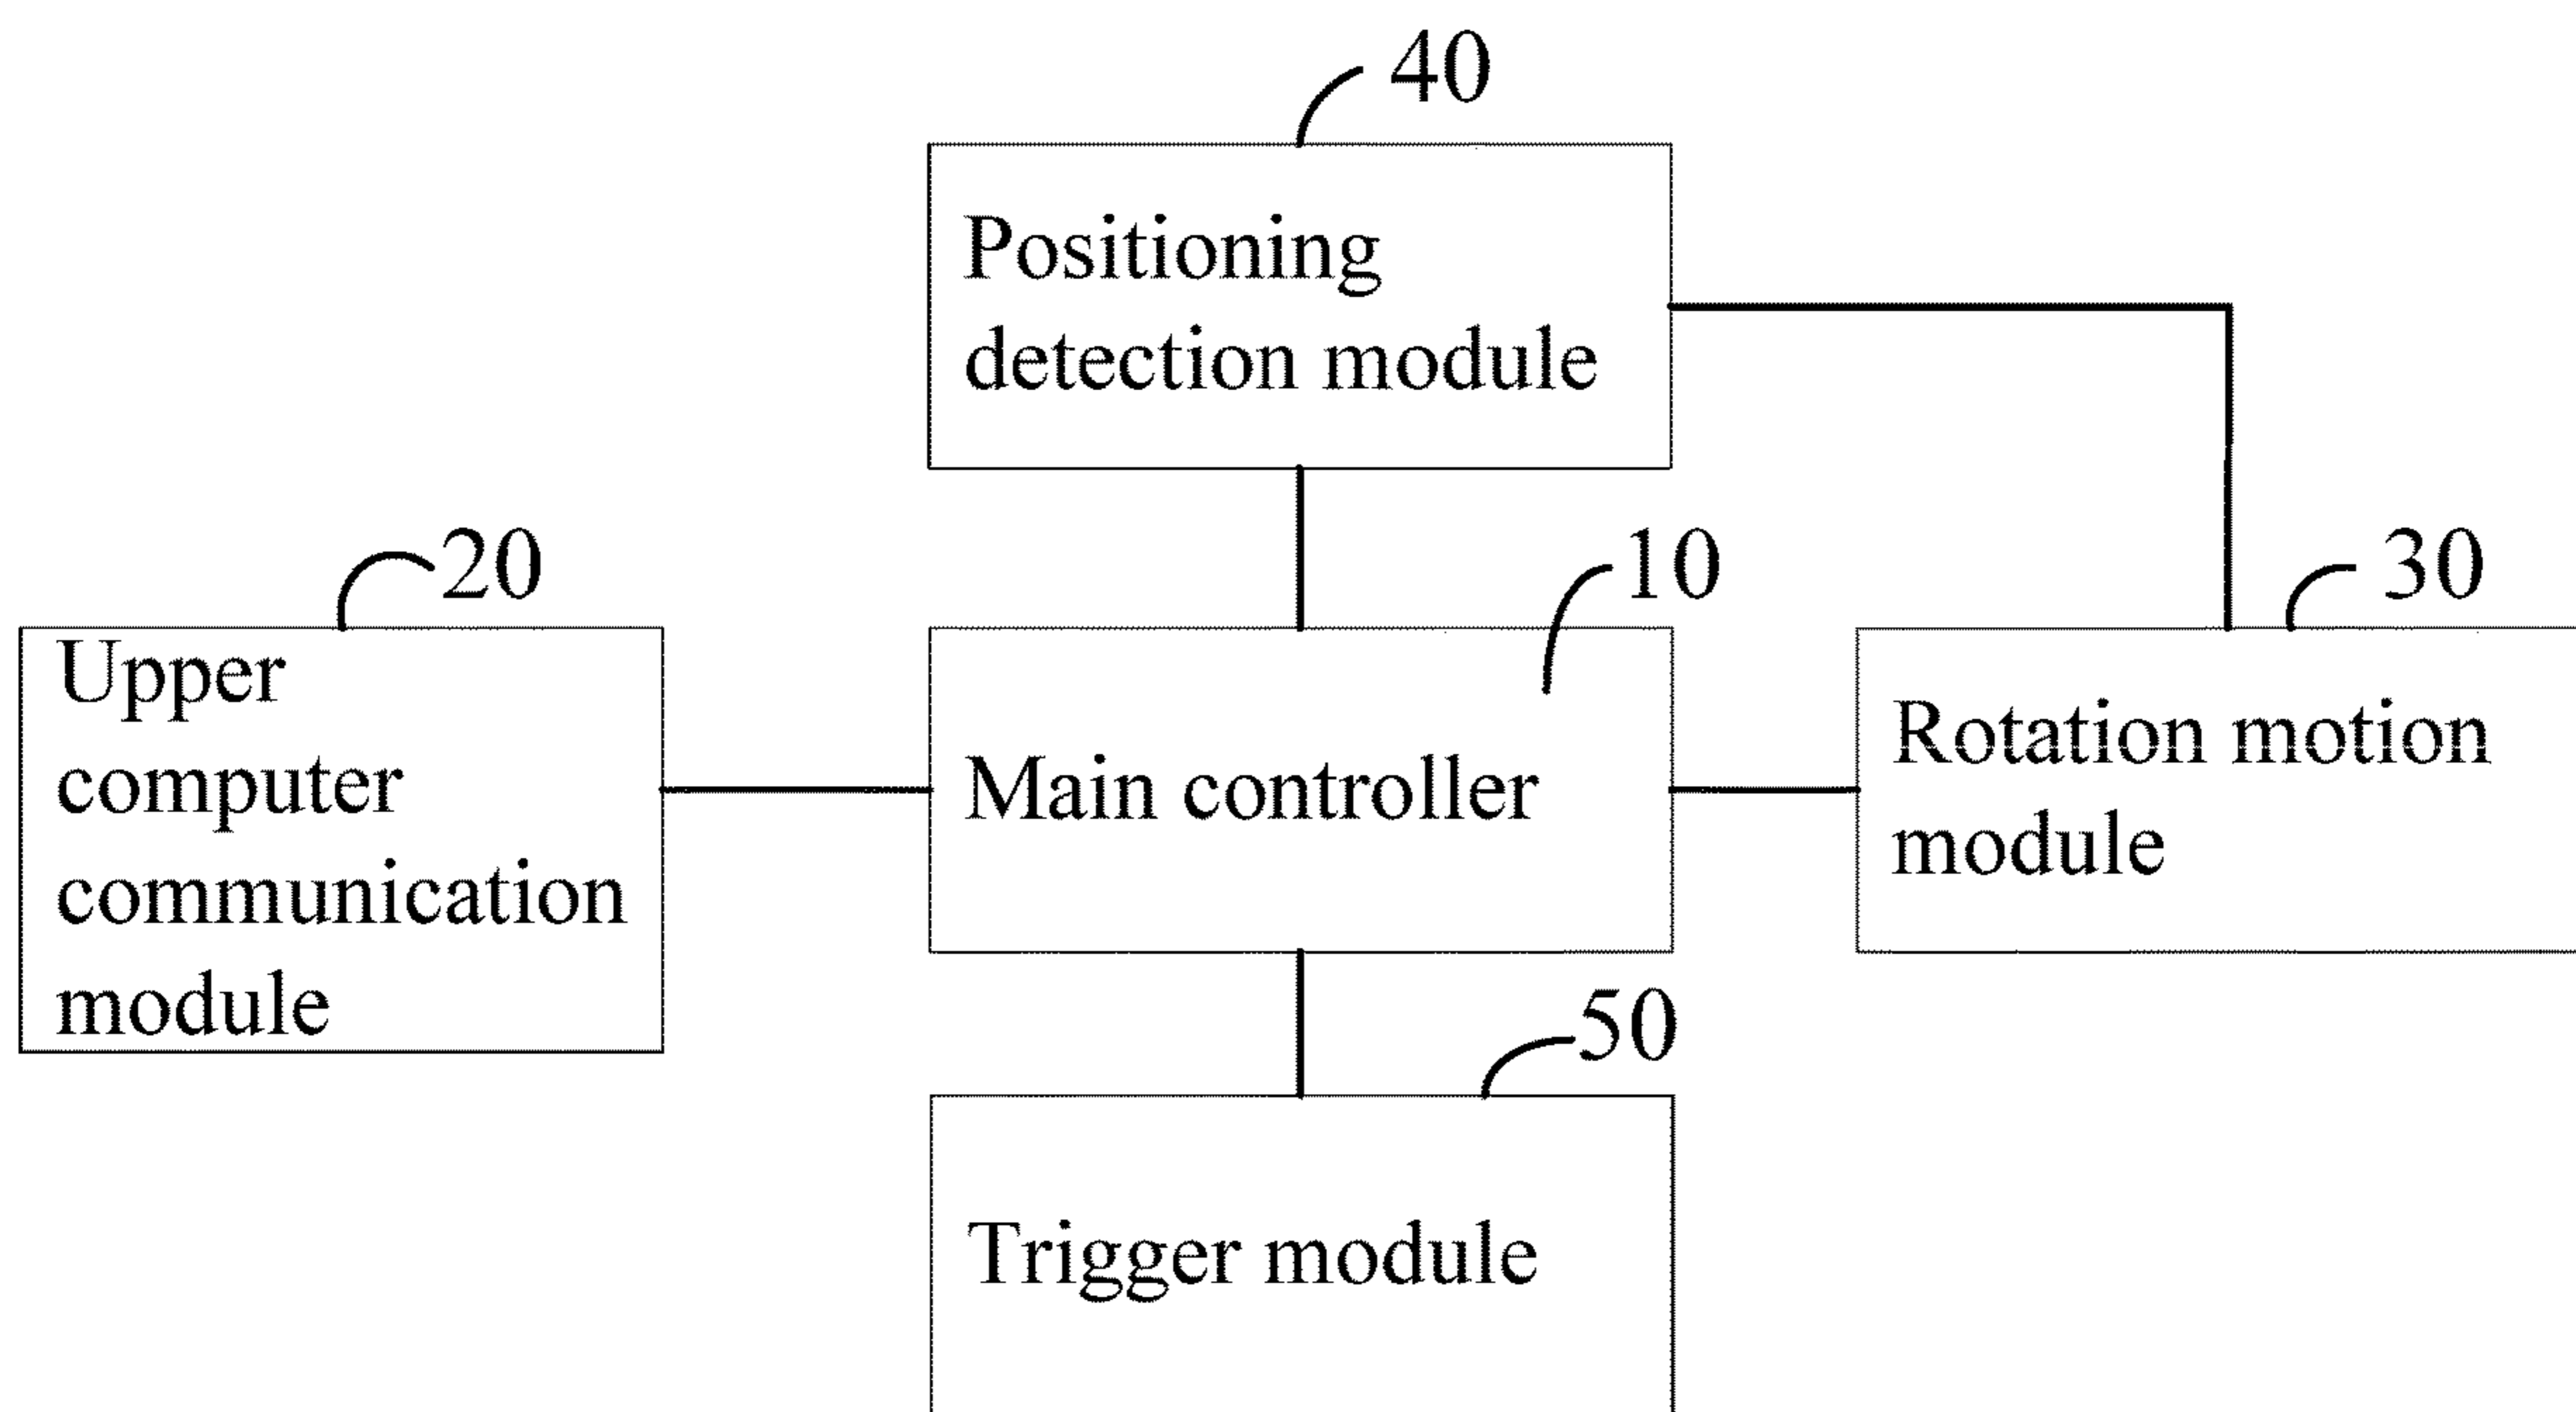 40
Positioning
detection module
20
10
30
Upper
computer
communication
module
Main controller
Rotation motion
module
50
Trigger module